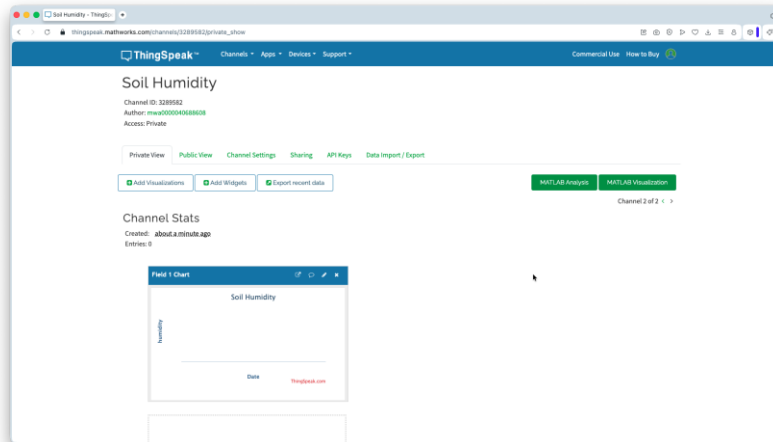 Soil Humidity - ThingSp
thingspeak.mathworks.com/channels/3289582/private_show
ThingSpeak™ Channels Apps Devices Support Commercial Use How to Buy
Soil Humidity
Channel ID: 3289582
Author: mwa0000040688608
Access: Private
Private View Public View Channel Settings Sharing API Keys Data Import / Export
Add Visualizations Add Widgets Export recent data MATLAB Analysis MATLAB Visualization
Channel 2 of 2 < >
Channel Stats
Created: about a minute ago
Entries: 0
Field 1 Chart
Soil Humidity
humidity
Date
ThingSpeak.com